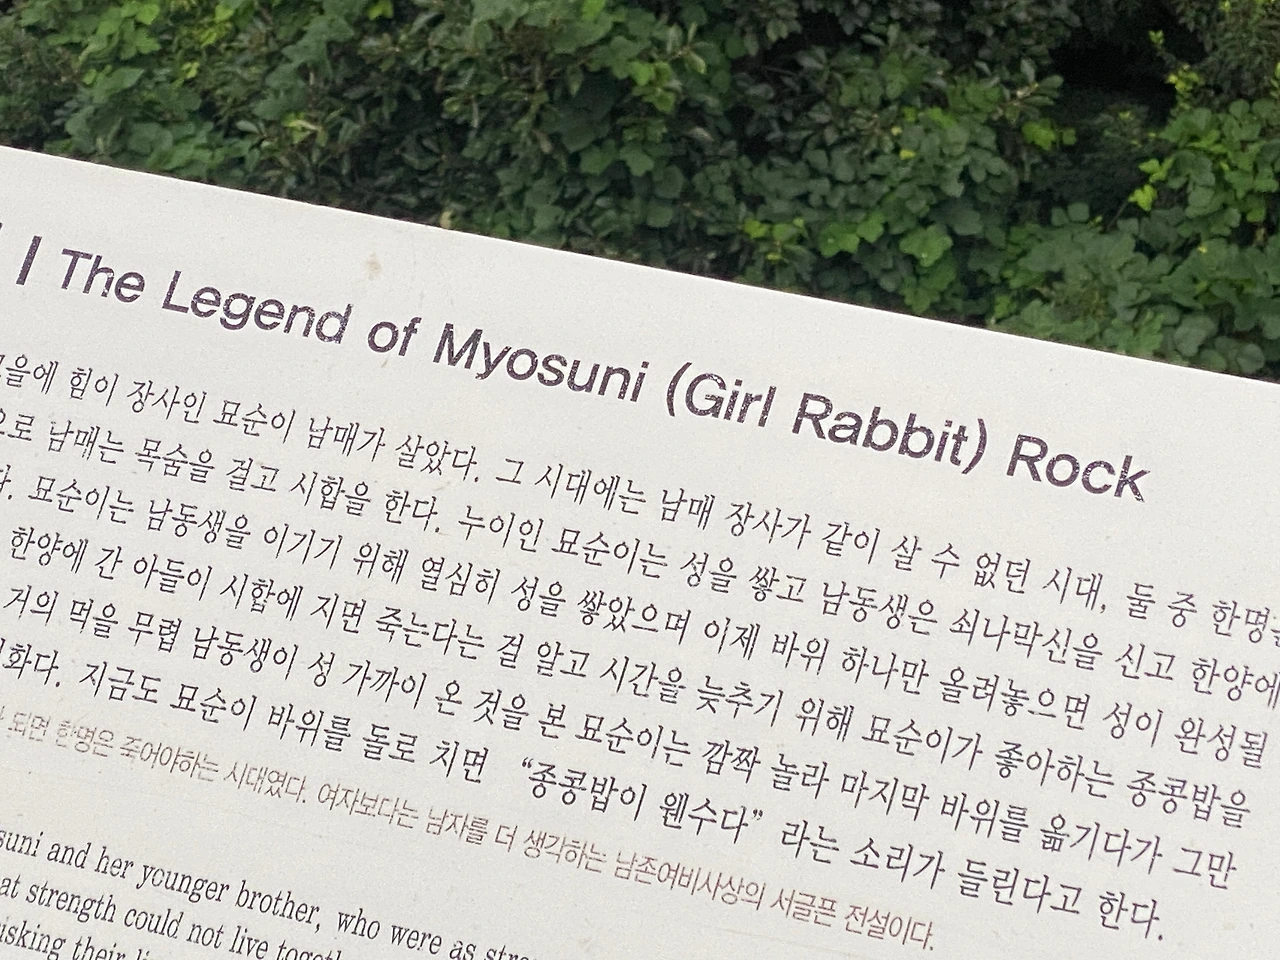 | The Legend of Myosuni (Girl Rabbit) Rock
힘이 장사인 묘순이 남매가 살았다. 그 시대에는 남매 장사가 같이 살 수 없던 시대, 둘 중 한명
남매는 목숨을 걸고 시합을 한다. 누이인 묘순이는 성을 쌓고 남동생은 쇠나막신을 신고 한양에
묘순이는 남동생을 이기기 위해 열심히 성을 쌓았으며 이제 바위 하나만 올려놓으면 성이 완성될
한양에 간 아들이 시합에 지면 죽는다는 걸 알고 시간을 늦추기 위해 묘순이가 좋아하는 종콩밥을
거의 먹을 무렵 남동생이 성 가까이 온 것을 본 묘순이는 깜짝 놀라 마지막 바위를 옮기다가 그만
지금도 묘순이 바위를 돌로 치면 “종콩밥이 웬수다” 라는 소리가 들린다고 한다.
되면 한명은 죽어야하는 시대였다. 여자보다는 남자를 더 생각하는 남존여비사상의 서글픈 전설이다.
suni and her younger brother, who were as
at strength could not live
isking their